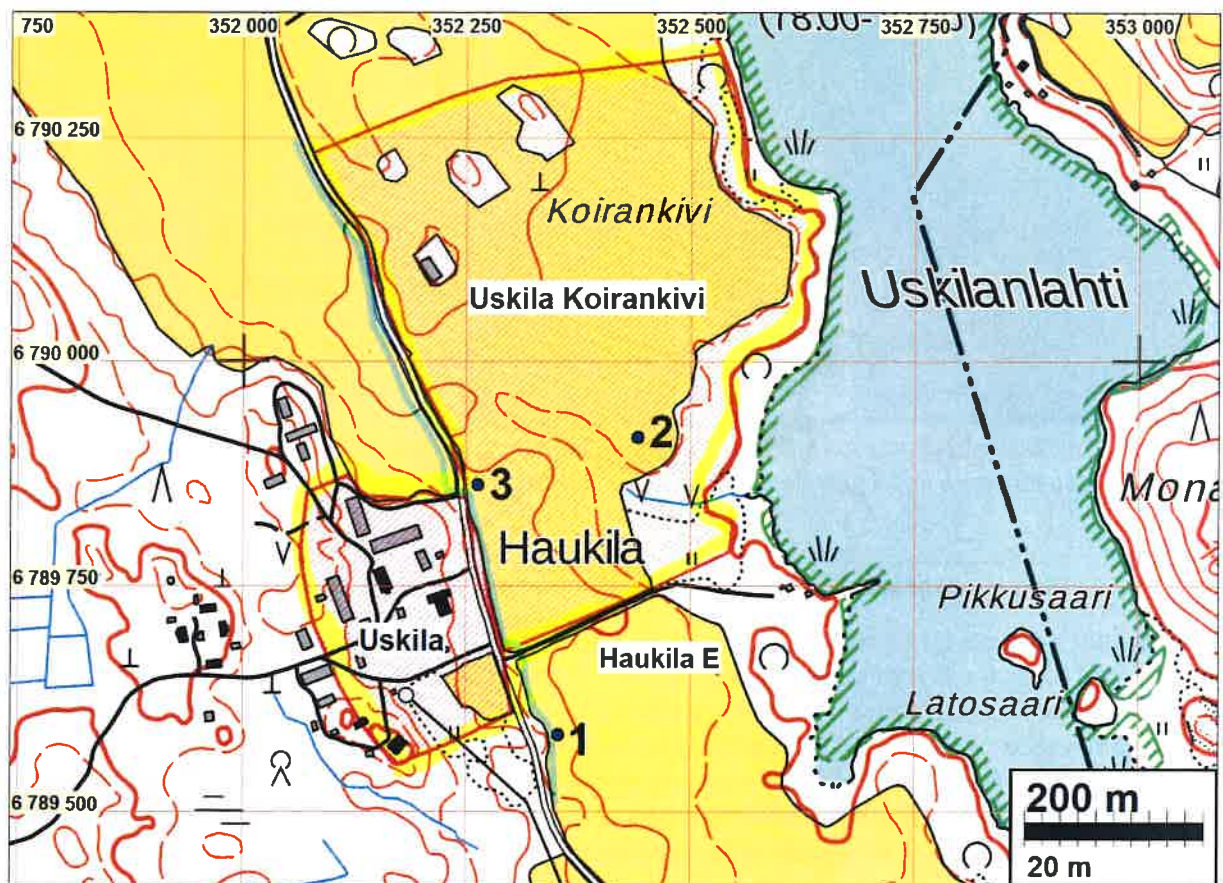 750
352 000
352 250
352 500
352 750
353 000
(78.00-
6 790 250
Koirankivi
Uskila Koirankivi
Uskilanlahti
6 790 000
2
3
Mona
Haukila
6 789 750
Pikkusaari
Uskila,
Haukila E
Latosaari
1
6 789 500
200 m
20 m